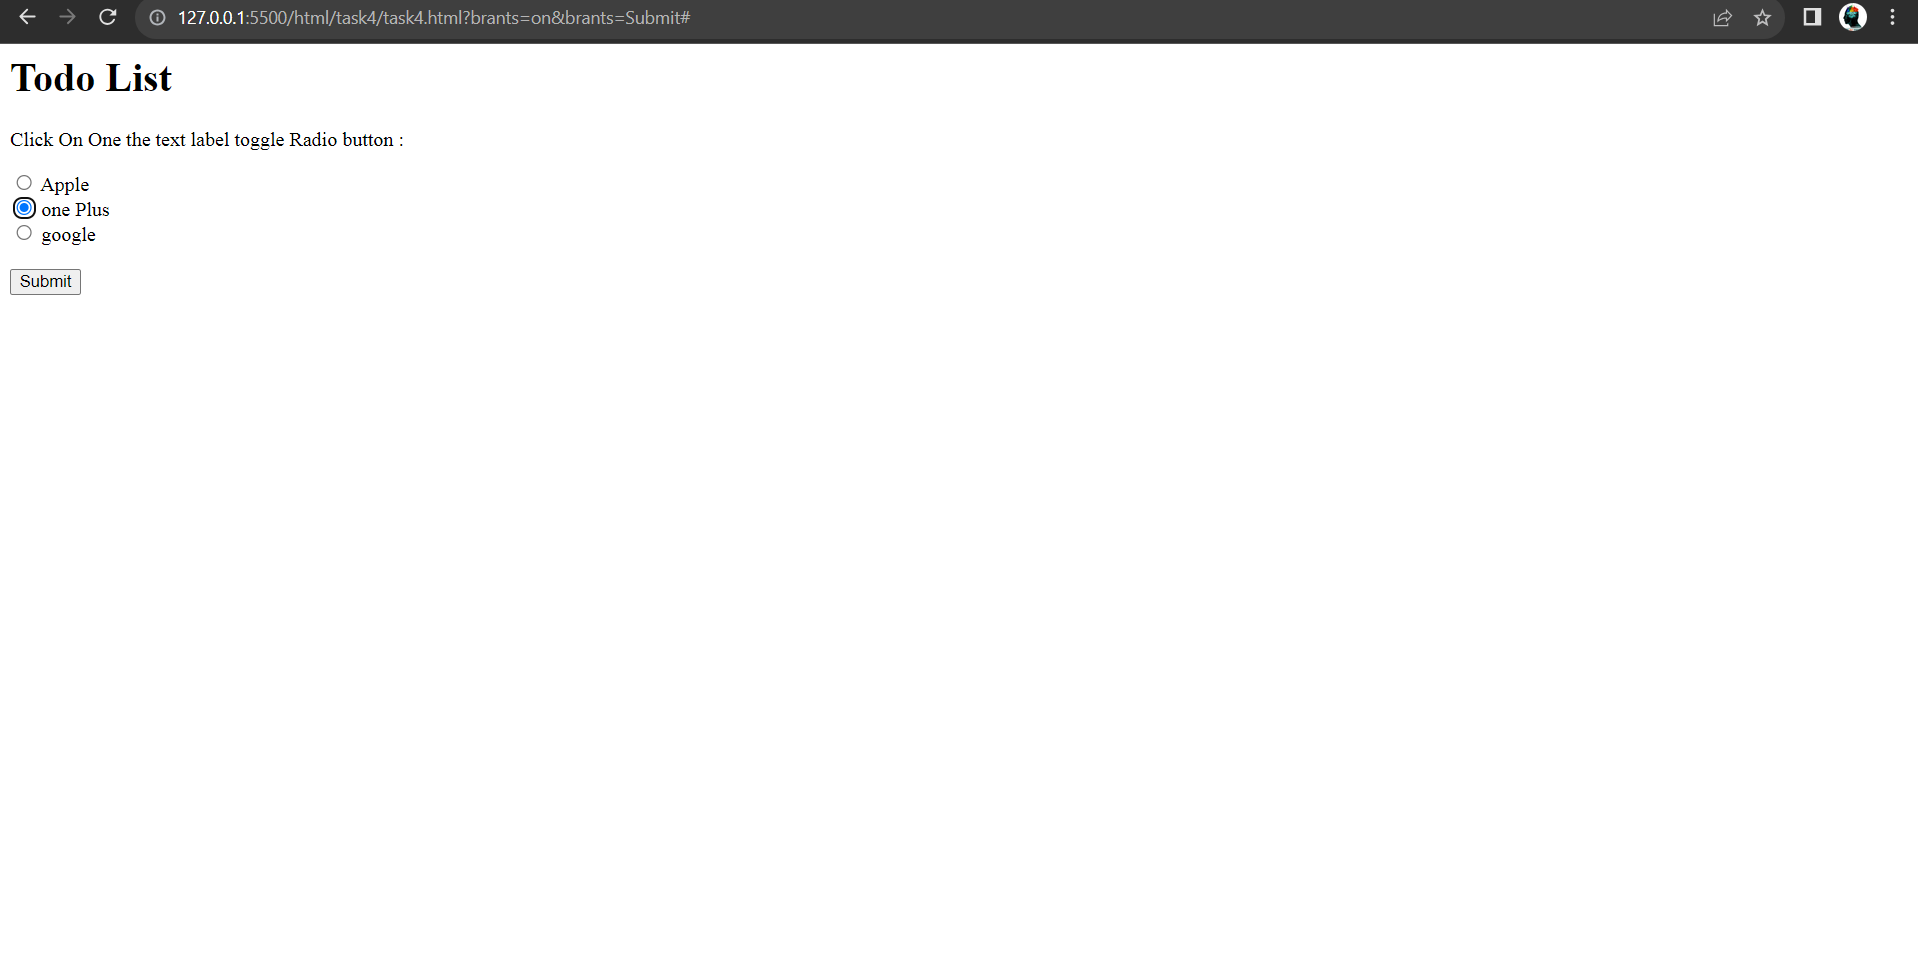 127.0.0.1:5500/html/task4/task4.html?brants=on&brants=Submit#
Todo List
Click On One the text label toggle Radio button :
Apple
one Plus
google
Submit